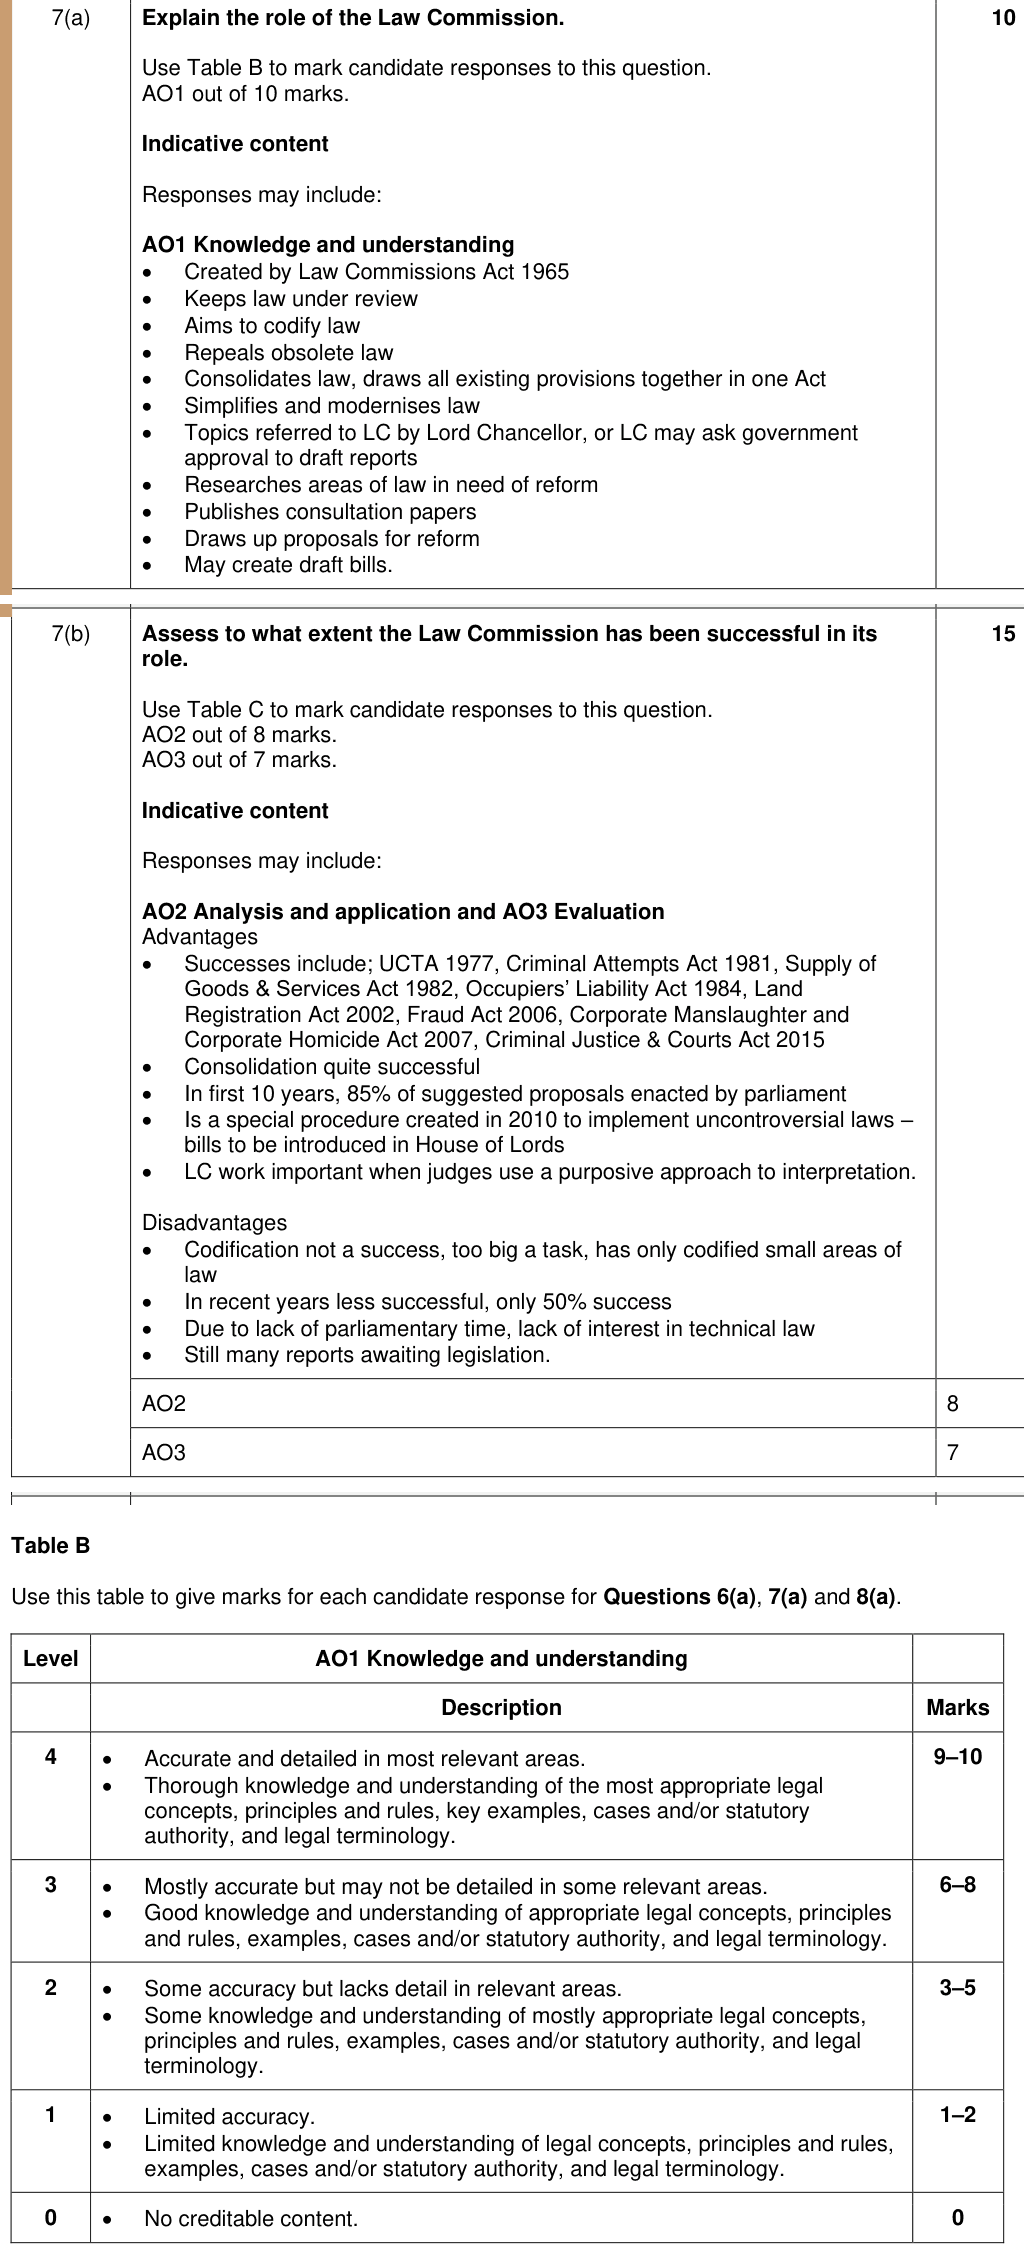 7(a) Explain the role of the Law Commission. 10
Use Table B to mark candidate responses to this question.
AO1 out of 10 marks.
Indicative content
Responses may include:
AO1 Knowledge and understanding
• Created by Law Commissions Act 1965
• Keeps law under review
• Aims to codify law
• Repeals obsolete law
• Consolidates law, draws all existing provisions together in one Act
• Simplifies and modernises law
• Topics referred to LC by Lord Chancellor, or LC may ask government
approval to draft reports
• Researches areas of law in need of reform
• Publishes consultation papers
• Draws up proposals for reform
• May create draft bills.
7(b) Assess to what extent the Law Commission has been successful in its 15
role.
Use Table C to mark candidate responses to this question.
AO2 out of 8 marks.
AO3 out of 7 marks.
Indicative content
Responses may include:
AO2 Analysis and application and AO3 Evaluation
Advantages
• Successes include; UCTA 1977, Criminal Attempts Act 1981, Supply of
Goods & Services Act 1982, Occupiers’ Liability Act 1984, Land
Registration Act 2002, Fraud Act 2006, Corporate Manslaughter and
Corporate Homicide Act 2007, Criminal Justice & Courts Act 2015
• Consolidation quite successful
• In first 10 years, 85% of suggested proposals enacted by parliament
• Is a special procedure created in 2010 to implement uncontroversial laws –
bills to be introduced in House of Lords
• LC work important when judges use a purposive approach to interpretation.
Disadvantages
• Codification not a success, too big a task, has only codified small areas of
law
• In recent years less successful, only 50% success
• Due to lack of parliamentary time, lack of interest in technical law
• Still many reports awaiting legislation.
AO2 8
AO3 7
Table B
Use this table to give marks for each candidate response for Questions 6(a), 7(a) and 8(a).
Level AO1 Knowledge and understanding
Description Marks
4 • Accurate and detailed in most relevant areas. 9–10
• Thorough knowledge and understanding of the most appropriate legal
concepts, principles and rules, key examples, cases and/or statutory
authority, and legal terminology.
3 • Mostly accurate but may not be detailed in some relevant areas. 6–8
• Good knowledge and understanding of appropriate legal concepts, principles
and rules, examples, cases and/or statutory authority, and legal terminology.
2 • Some accuracy but lacks detail in relevant areas. 3–5
• Some knowledge and understanding of mostly appropriate legal concepts,
principles and rules, examples, cases and/or statutory authority, and legal
terminology.
1 • Limited accuracy. 1–2
• Limited knowledge and understanding of legal concepts, principles and rules,
examples, cases and/or statutory authority, and legal terminology.
0 • No creditable content. 0